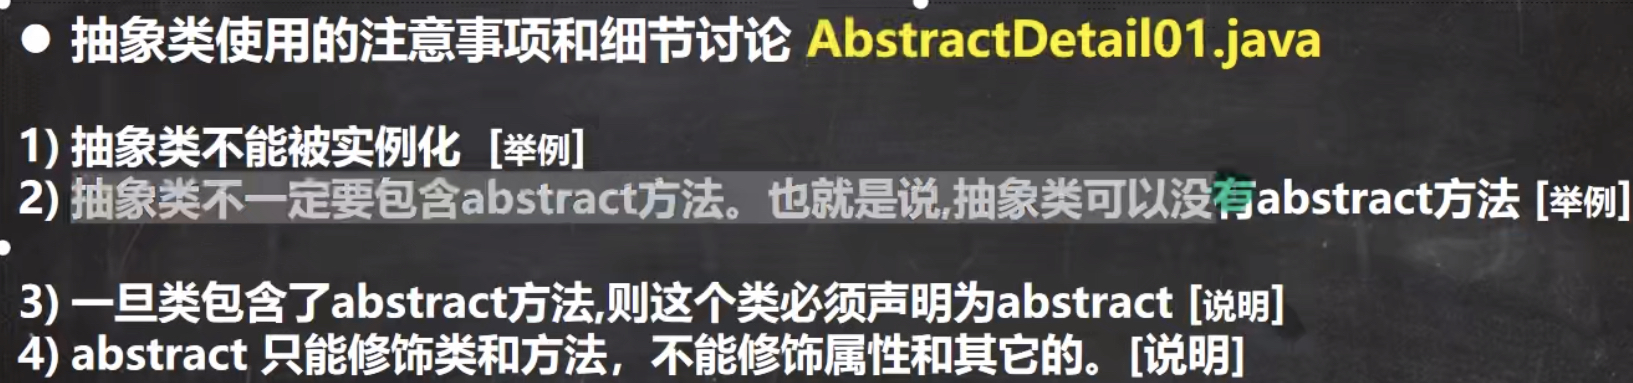 ● 抽象类使用的注意事项和细节讨论 AbstractDetail01.java
1) 抽象类不能被实例化 [举例]
2) 抽象类不一定要包含abstract方法。也就是说,抽象类可以没有abstract方法 [举例]
3) 一旦类包含了abstract方法,则这个类必须声明为abstract [说明]
4) abstract 只能修饰类和方法，不能修饰属性和其它的。[说明]